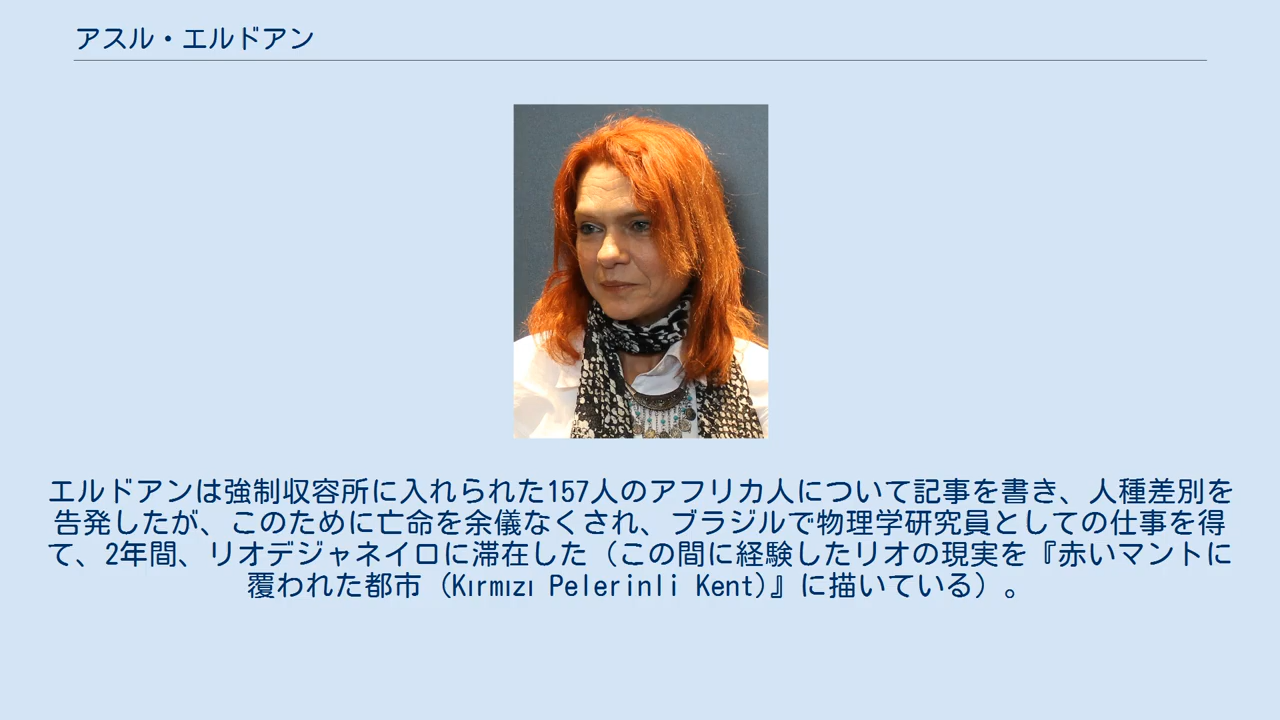 アスル・エルドアン
エルドアンは強制収容所に入れられた157人のアフリカ人について記事を書き、人種差別を
告発したが、このために亡命を余儀なくされ、ブラジルで物理学研究員としての仕事を得
て、2年間、リオデジャネイロに滞在した（この間に経験したリオの現実を『赤いマントに
覆われた都市（Kırmızı Pelerinli Kent)』に描いている）。